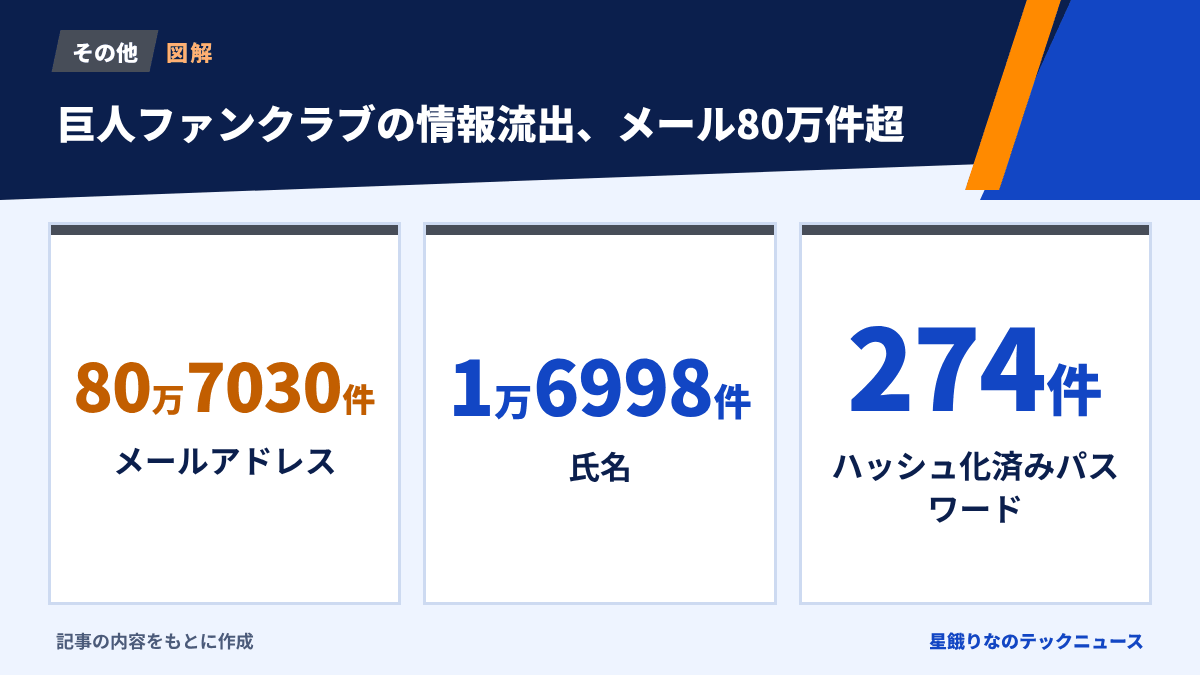 その他
図解
巨人ファンクラブの情報流出、メール80万件超
80万7030件
メールアドレス
1万6998件
氏名
274件
ハッシュ化済みパス
ワード
記事の内容をもとに作成
星餓りなのテックニュース